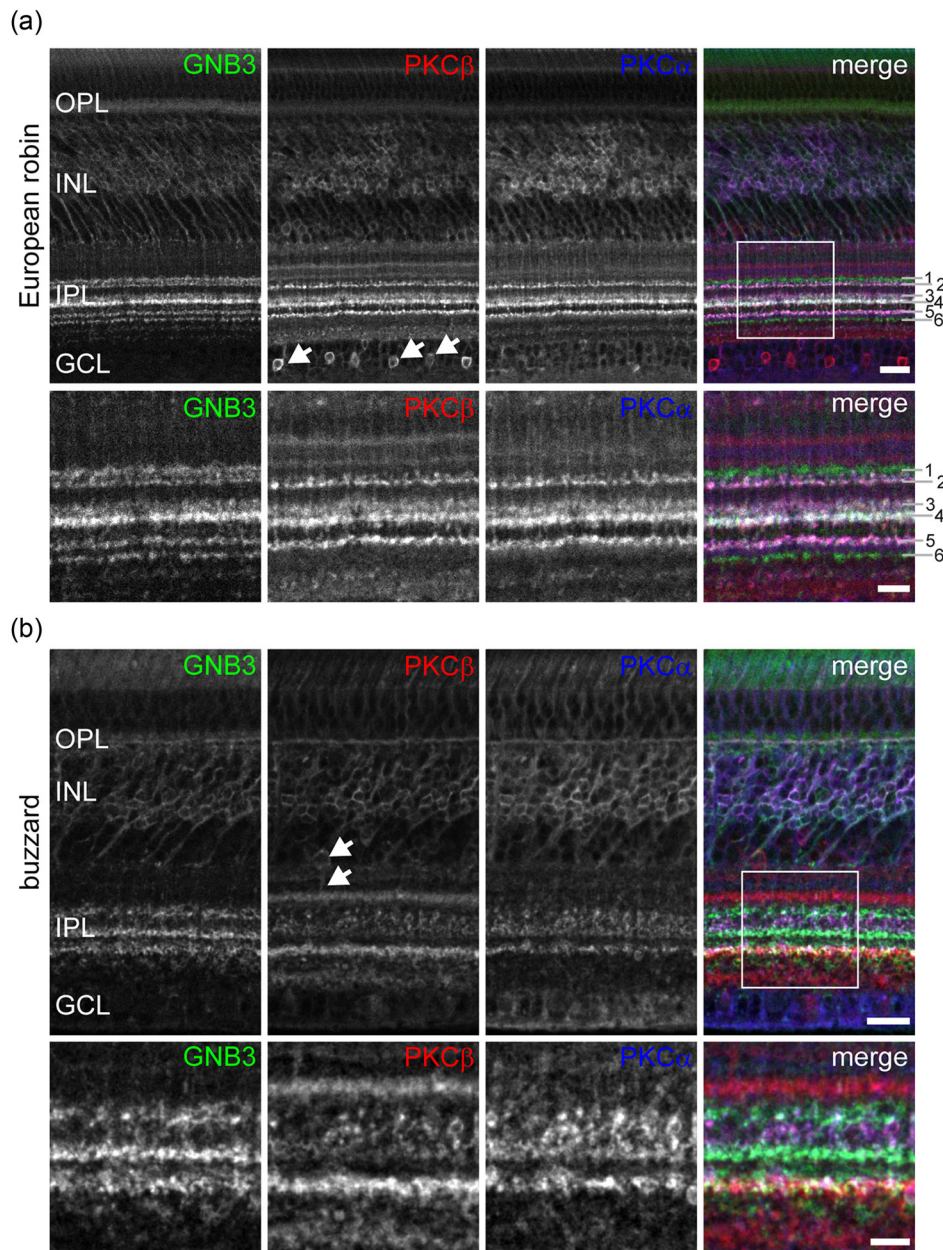 (a)
European robin
GNB3 PKCβ PKCα merge
OPL
INL
IPL
GCL
1
2
3
4
5
6
GNB3 PKCβ PKCα merge
1
2
3
4
5
6
(b)
buzzard
GNB3 PKCβ PKCα merge
OPL
INL
IPL
GCL
GNB3 PKCβ PKCα merge